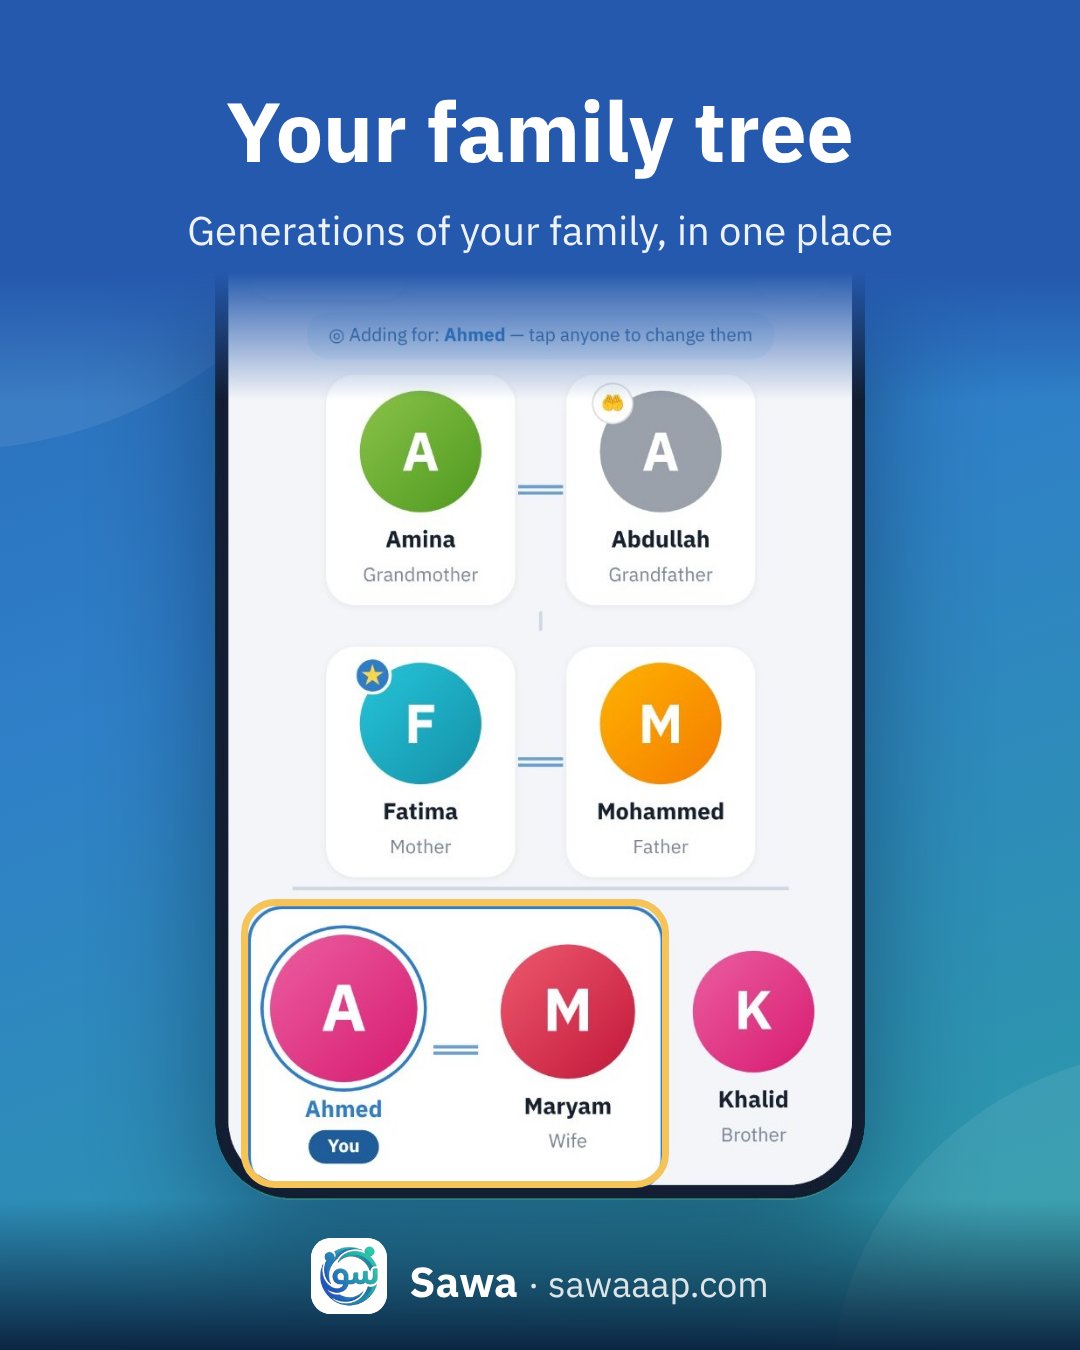 Your family tree
Generations of your family, in one place
Adding for: Ahmed — tap anyone to change them
A
A
Amina
Abdullah
Grandmother
Grandfather
F
M
Fatima
Mohammed
Mother
Father
A
M
K
Ahmed
Maryam
Khalid
You
Wife
Brother
سوا
Sawa · sawaaap.com